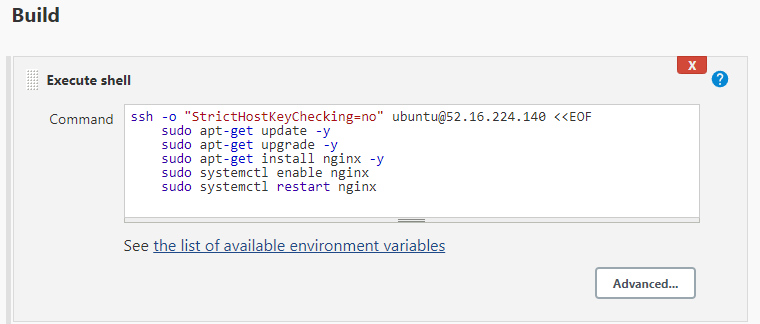 Build
X
Execute shell
Command
ssh -o "StrictHostKeyChecking=no" ubuntu@52.16.224.140 <<EOF
sudo apt-get update -y
sudo apt-get upgrade -y
sudo apt-get install nginx -y
sudo systemctl enable nginx
sudo systemctl restart nginx
See the list of available environment variables
Advanced...